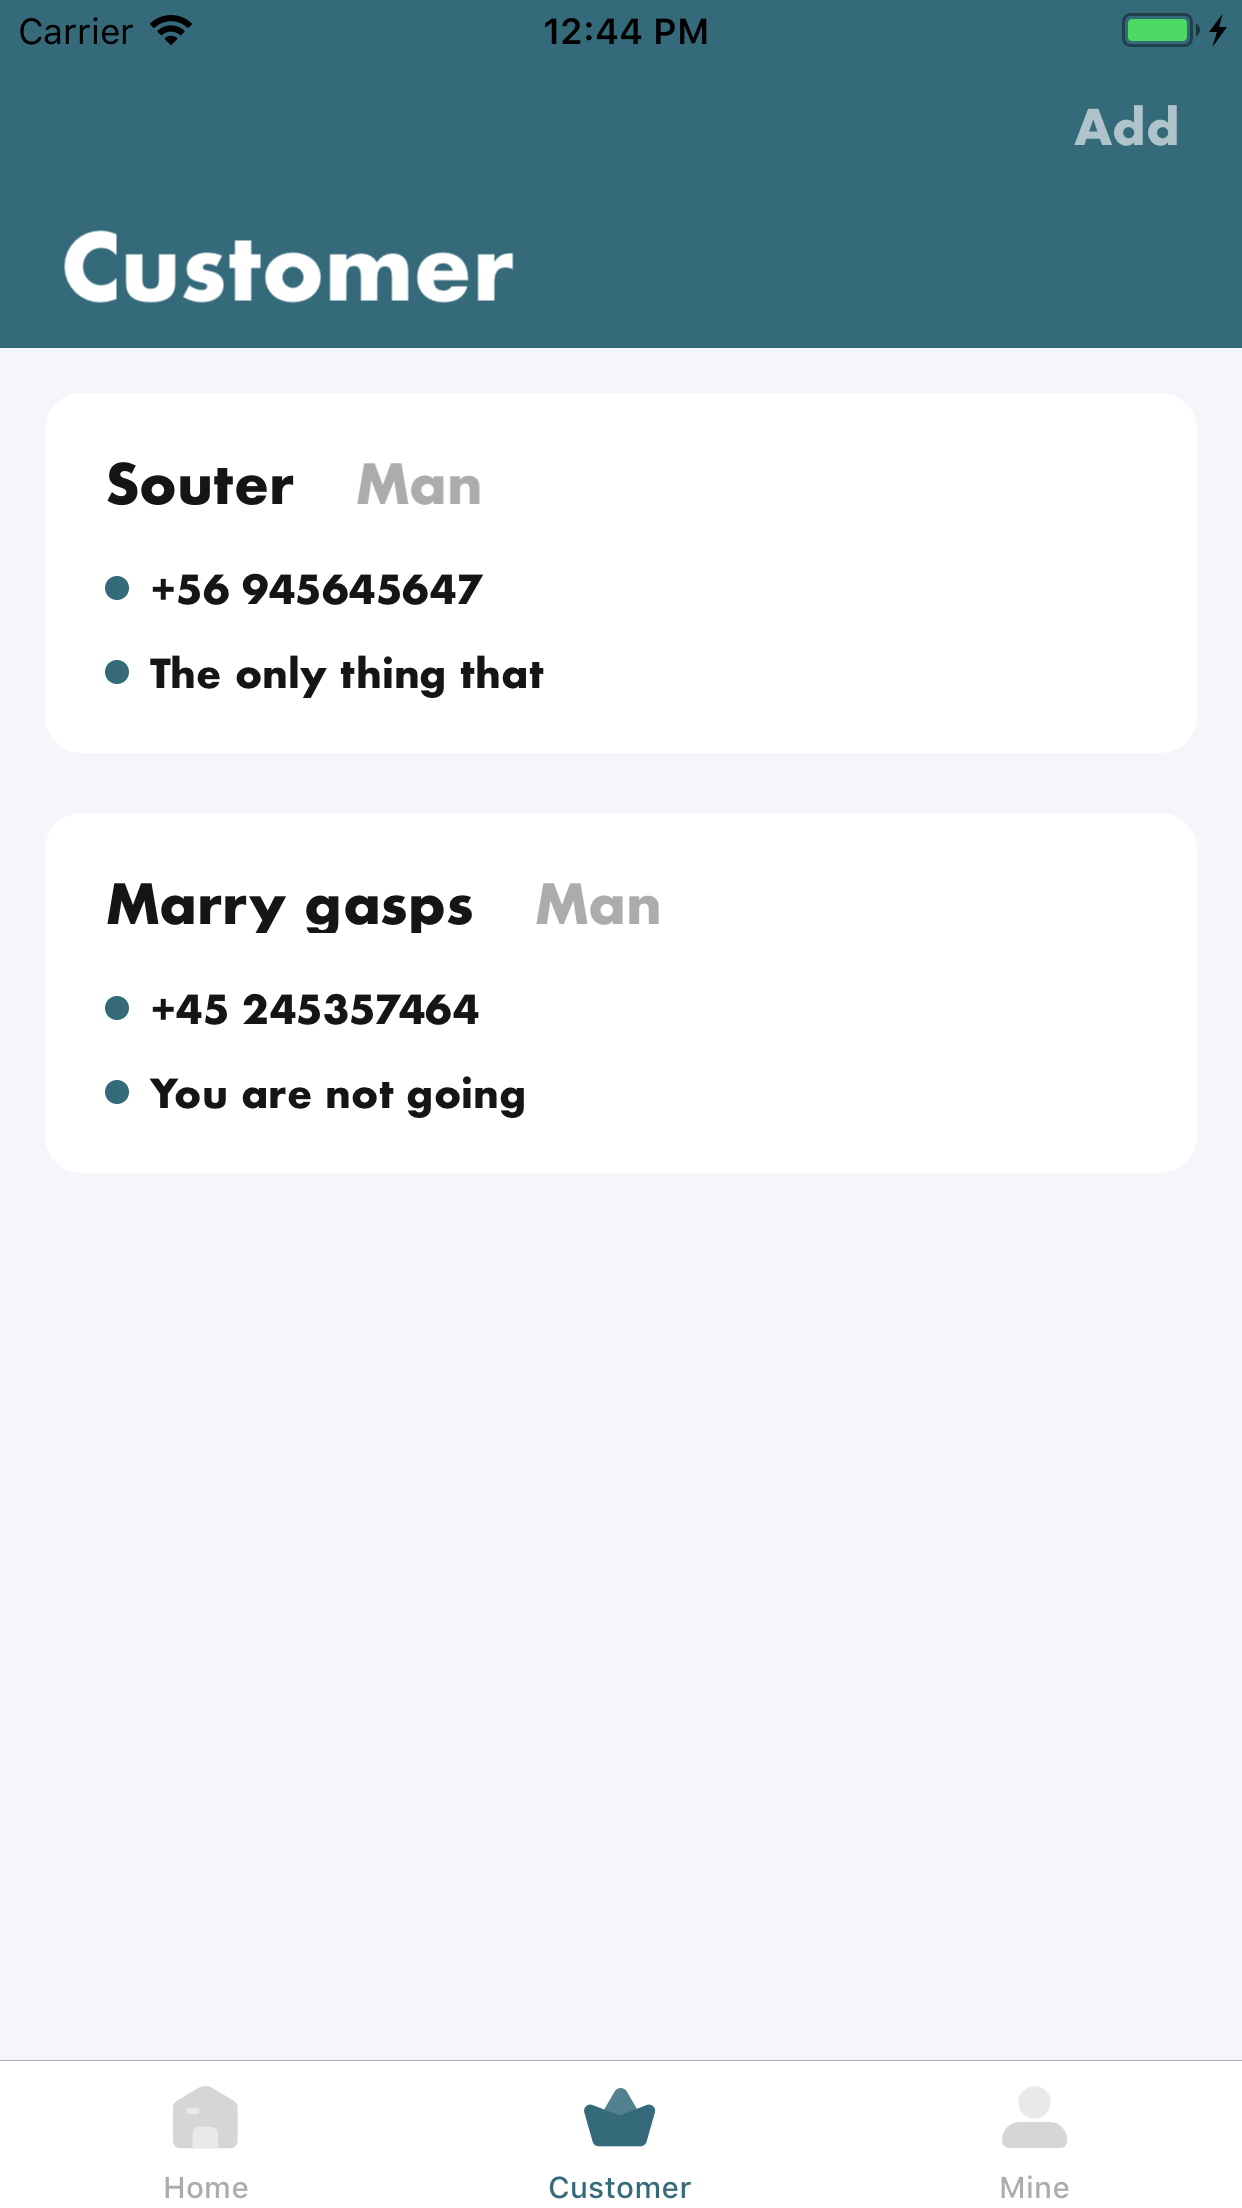 Carrier 12:44 PM
Add
Customer
Souter Man
+56 945645647
The only thing that
Marry gasps Man
+45 245357464
You are not going
Home Customer Mine